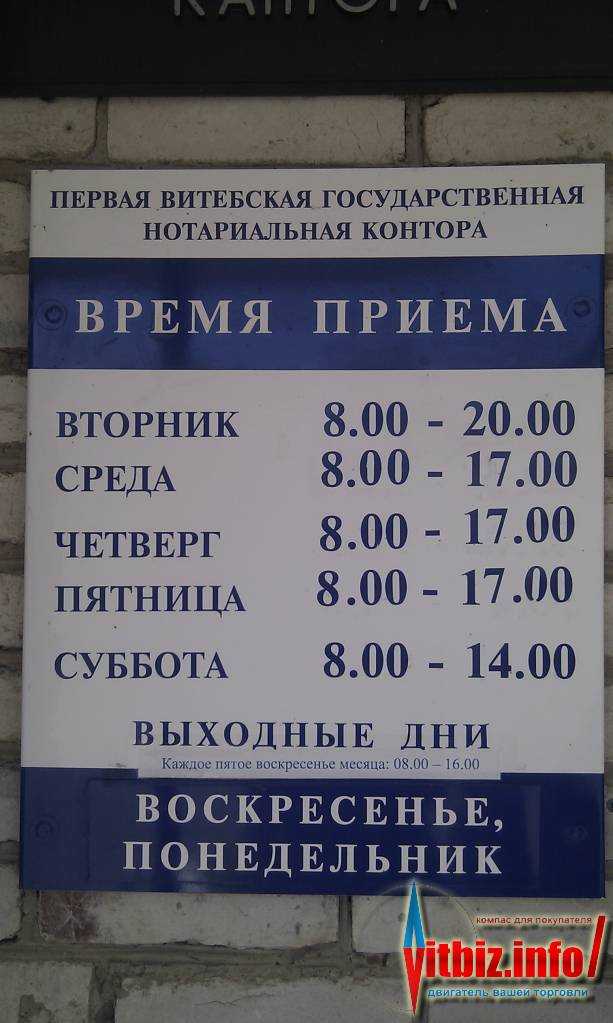 КАНТОРА
ПЕРВАЯ ВИТЕБСКАЯ ГОСУДАРСТВЕННАЯ
НОТАРИАЛЬНАЯ КОНТОРА
ВРЕМЯ ПРИЕМА
ВТОРНИК 8.00 - 20.00
СРЕДА 8.00 - 17.00
ЧЕТВЕРГ 8.00 - 17.00
ПЯТНИЦА 8.00 - 17.00
СУББОТА 8.00 - 14.00
ВЫХОДНЫЕ ДНИ
Каждое пятое воскресенье месяца: 08.00 – 16.00
ВОСКРЕСЕНЬЕ,
ПОНЕДЕЛЬНИК
компас для покупателя
vitbiz.info!
двигатель вашей торговли